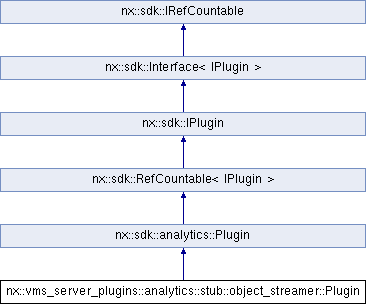 nx::sdk::IRefCountable
nx::sdk::Interface< IPlugin >
nx::sdk::IPlugin
nx::sdk::RefCountable< IPlugin >
nx::sdk::analytics::Plugin
nx::vms_server_plugins::analytics::stub::object_streamer::Plugin